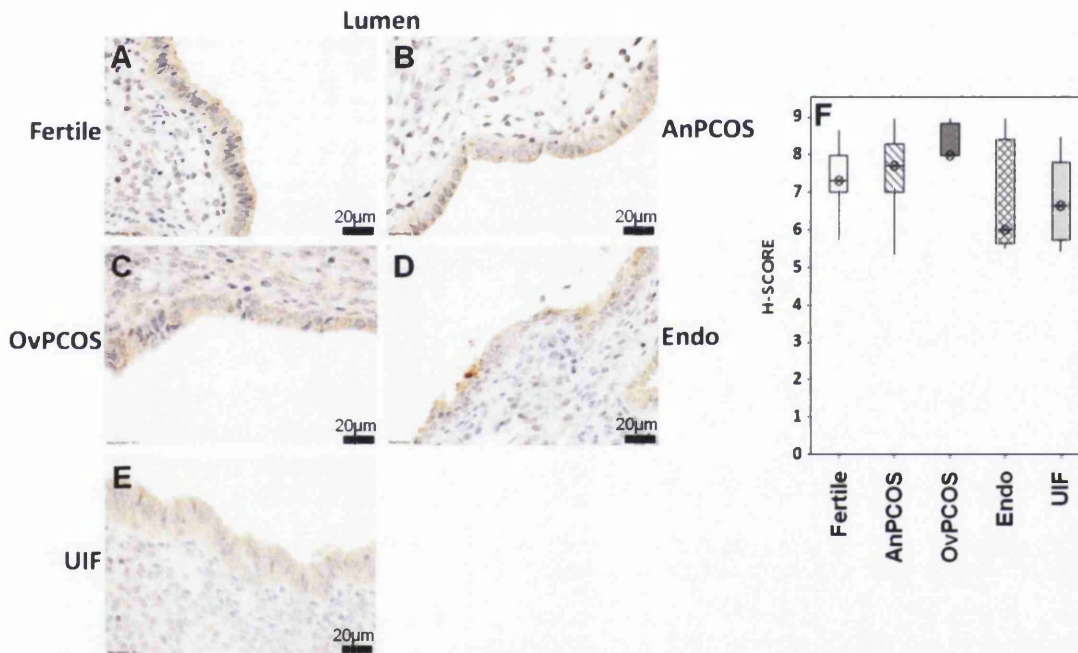 Lumen
A
B
Fertile
AnPCOS
20µm
20µm
C
D
OvPCOS
Endo
20µm
20µm
E
UIF
20µm
F
9
8
7
6
5
4
3
2
1
0
H-SCORE
Fertile
AnPCOS
OvPCOS
Endo
UIF